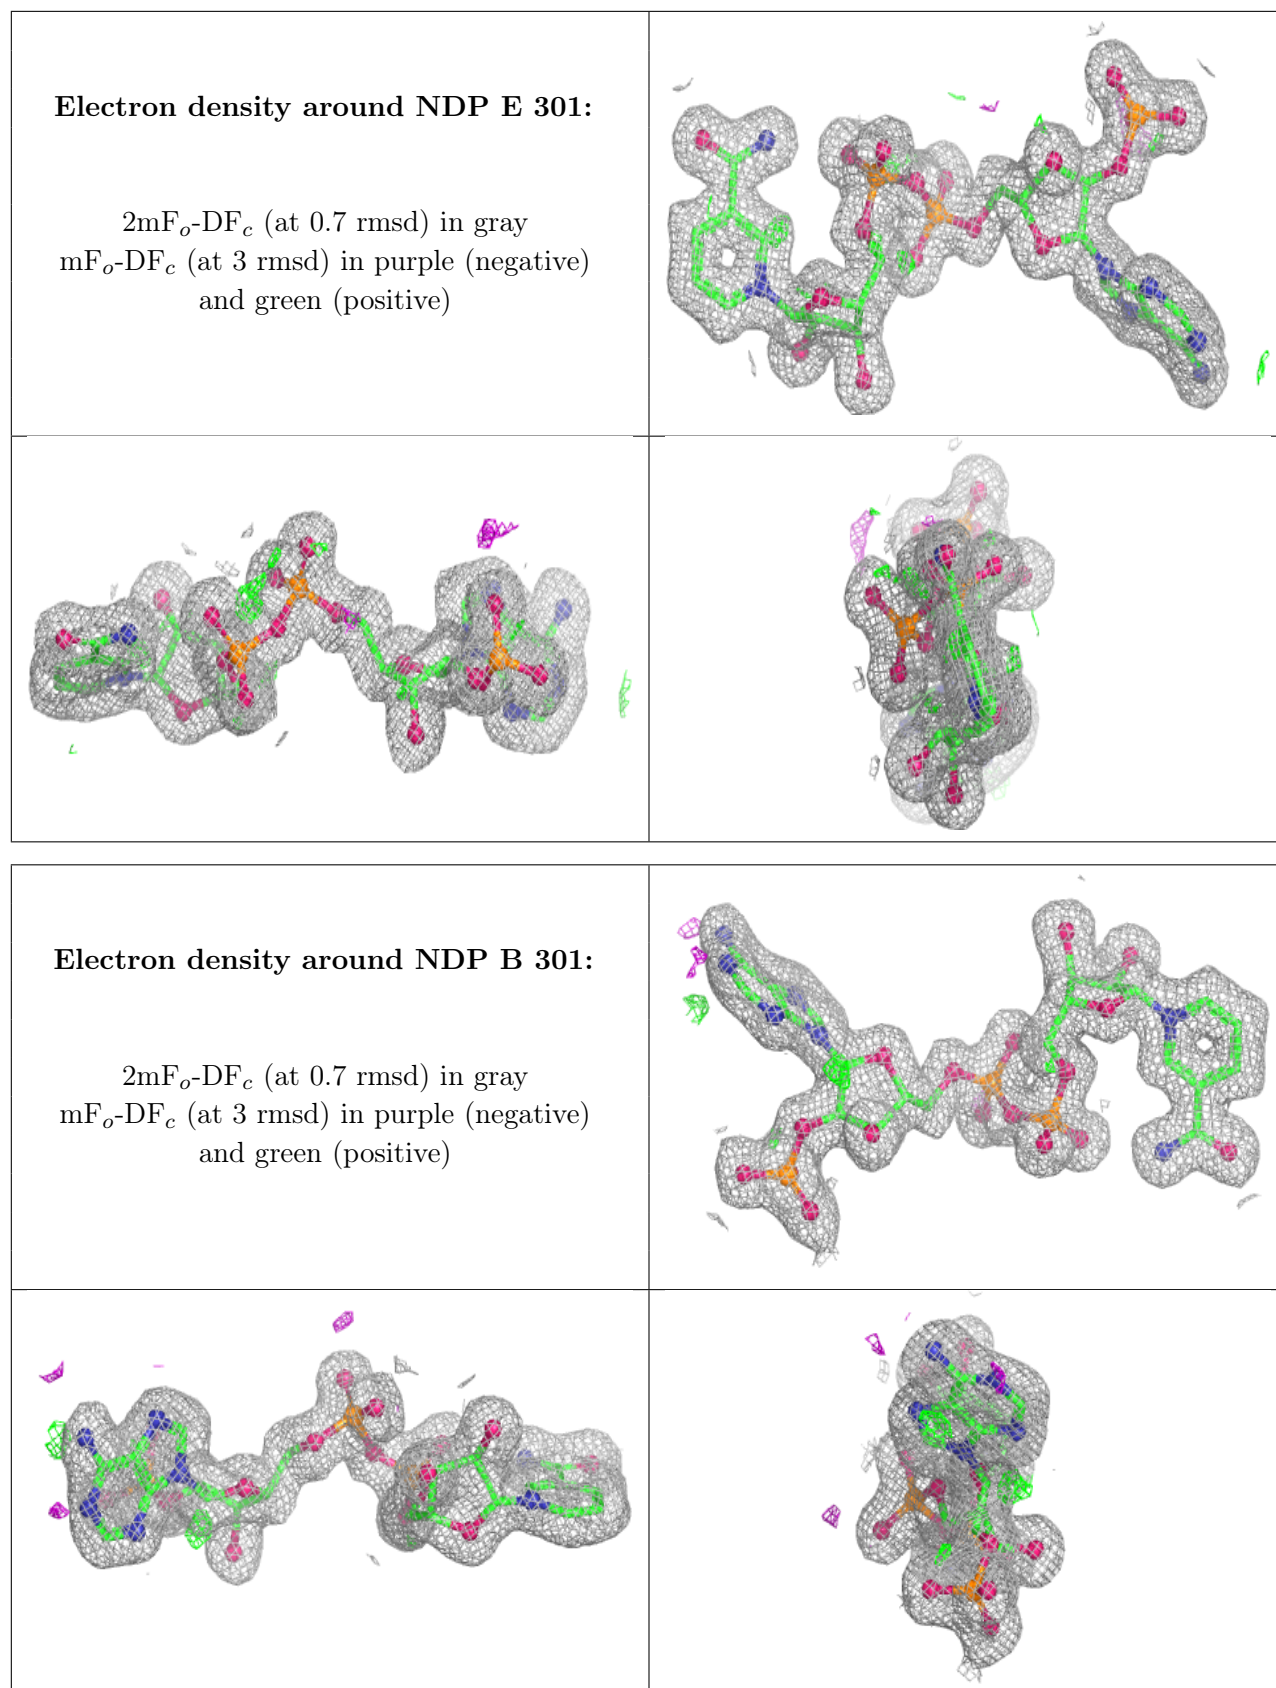 Electron density around NDP E 301:
2mFo-DFc (at 0.7 rmsd) in gray
mFo-DFc (at 3 rmsd) in purple (negative)
and green (positive)
Electron density around NDP B 301:
2mFo-DFc (at 0.7 rmsd) in gray
mFo-DFc (at 3 rmsd) in purple (negative)
and green (positive)